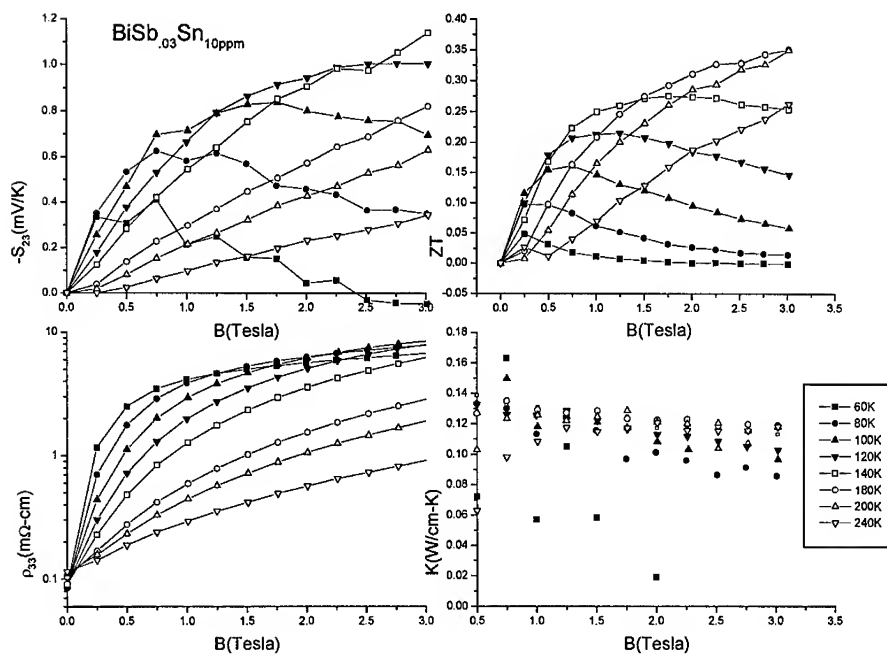 BiSb.03Sn10ppm
1.2
1.0
0.8
0.6
0.4
0.2
0.0
-S23(mV/K)
0.0 0.5 1.0 1.5 2.0 2.5 3.0
B(Tesla)
0.40
0.35
0.30
0.25
0.20
0.15
0.10
0.05
0.00
0.05
ZT
0.0 0.5 1.0 1.5 2.0 2.5 3.0
B(Tesla)
10
1
0.1
ρ33(mΩ-cm)
0.0 0.5 1.0 1.5 2.0 2.5 3.0
B(Tesla)
0.18
0.16
0.14
0.12
0.10
0.08
0.06
0.04
0.02
0.00
K(W/cm-K)
0.5 1.0 1.5 2.0 2.5 3.0
B(Tesla)
60K
80K
100K
120K
140K
180K
200K
240K